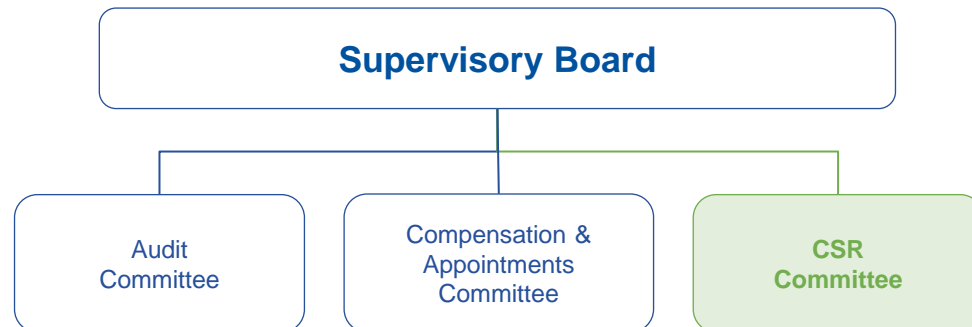 Supervisory Board
Audit
Committee
Compensation &
Appointments
Committee
CSR
Committee